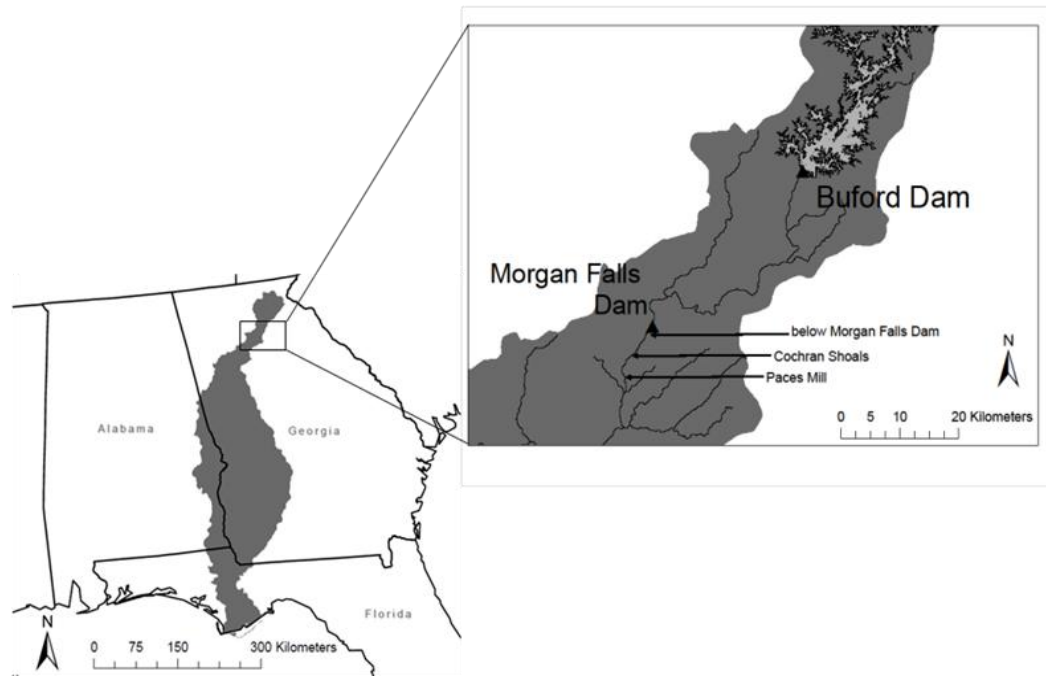 Buford Dam
Morgan Falls
Dam
below Morgan Falls Dam
Cochran Shoals
Paces Mill
N
0 5 10 20 Kilometers
Alabama
Georgia
Florida
N
0 75 150 300 Kilometers